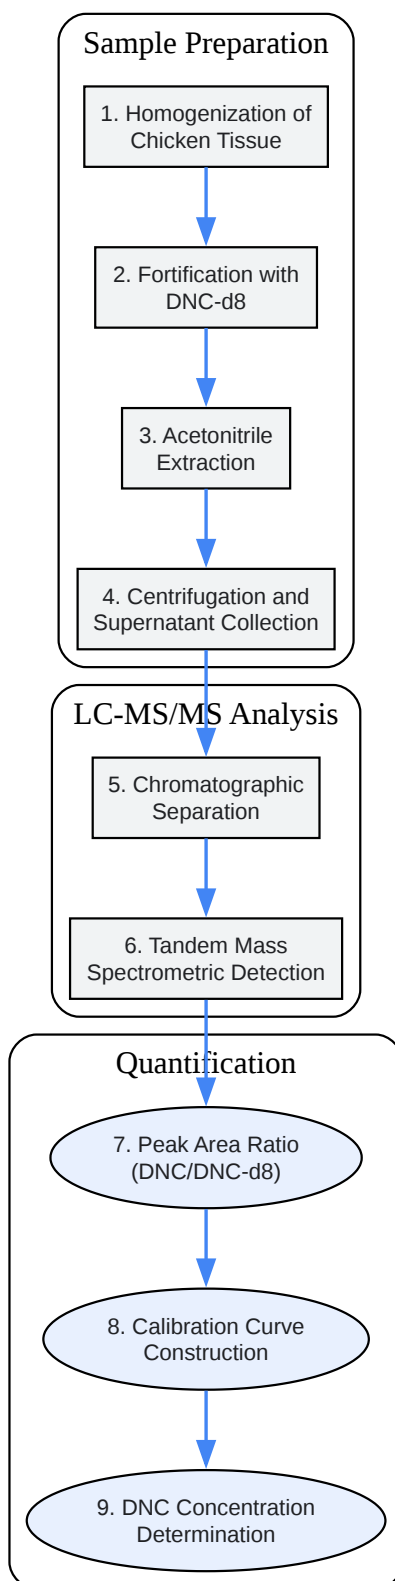 Sample Preparation
1. Homogenization of
Chicken Tissue
2. Fortification with
DNC-d8
3. Acetonitrile
Extraction
4. Centrifugation and
Supernatant Collection
LC-MS/MS Analysis
5. Chromatographic
Separation
6. Tandem Mass
Spectrometric Detection
Quantification
7. Peak Area Ratio
(DNC/DNC-d8)
8. Calibration Curve
Construction
9. DNC Concentration
Determination